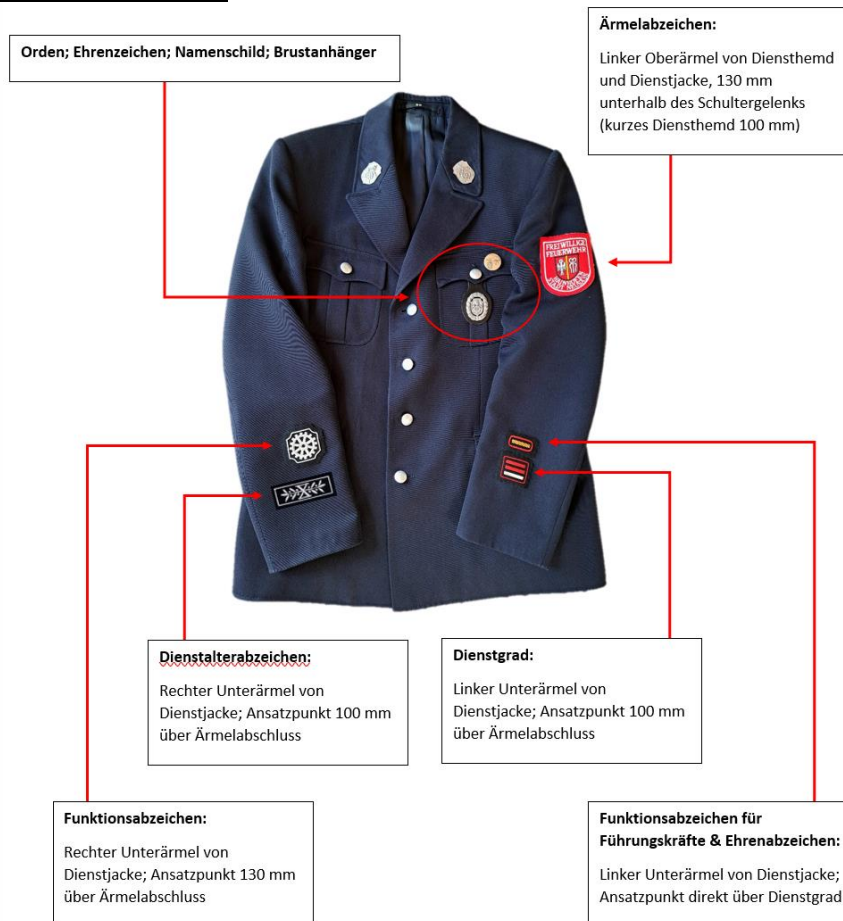 Orden; Ehrenzeichen; Namenschild; Brustanhänger
Ärmelabzeichen:
Linker Oberärmel von Diensthemd
und Dienstjacke, 130 mm
unterhalb des Schultergelenks
(kurzes Diensthemd 100 mm)
FREIWILLIGE
FEUERWEHR
X
Dienstalterabzeichen:
Rechter Unterärmel von
Dienstjacke; Ansatzpunkt 100 mm
über Ärmelabschluss
Dienstgrad:
Linker Unterärmel von
Dienstjacke; Ansatzpunkt 100 mm
über Ärmelabschluss
Funktionsabzeichen:
Rechter Unterärmel von
Dienstjacke; Ansatzpunkt 130 mm
über Ärmelabschluss
Funktionsabzeichen für
Führungskräfte & Ehrenabzeichen:
Linker Unterärmel von Dienstjacke;
Ansatzpunkt direkt über Dienstgrad